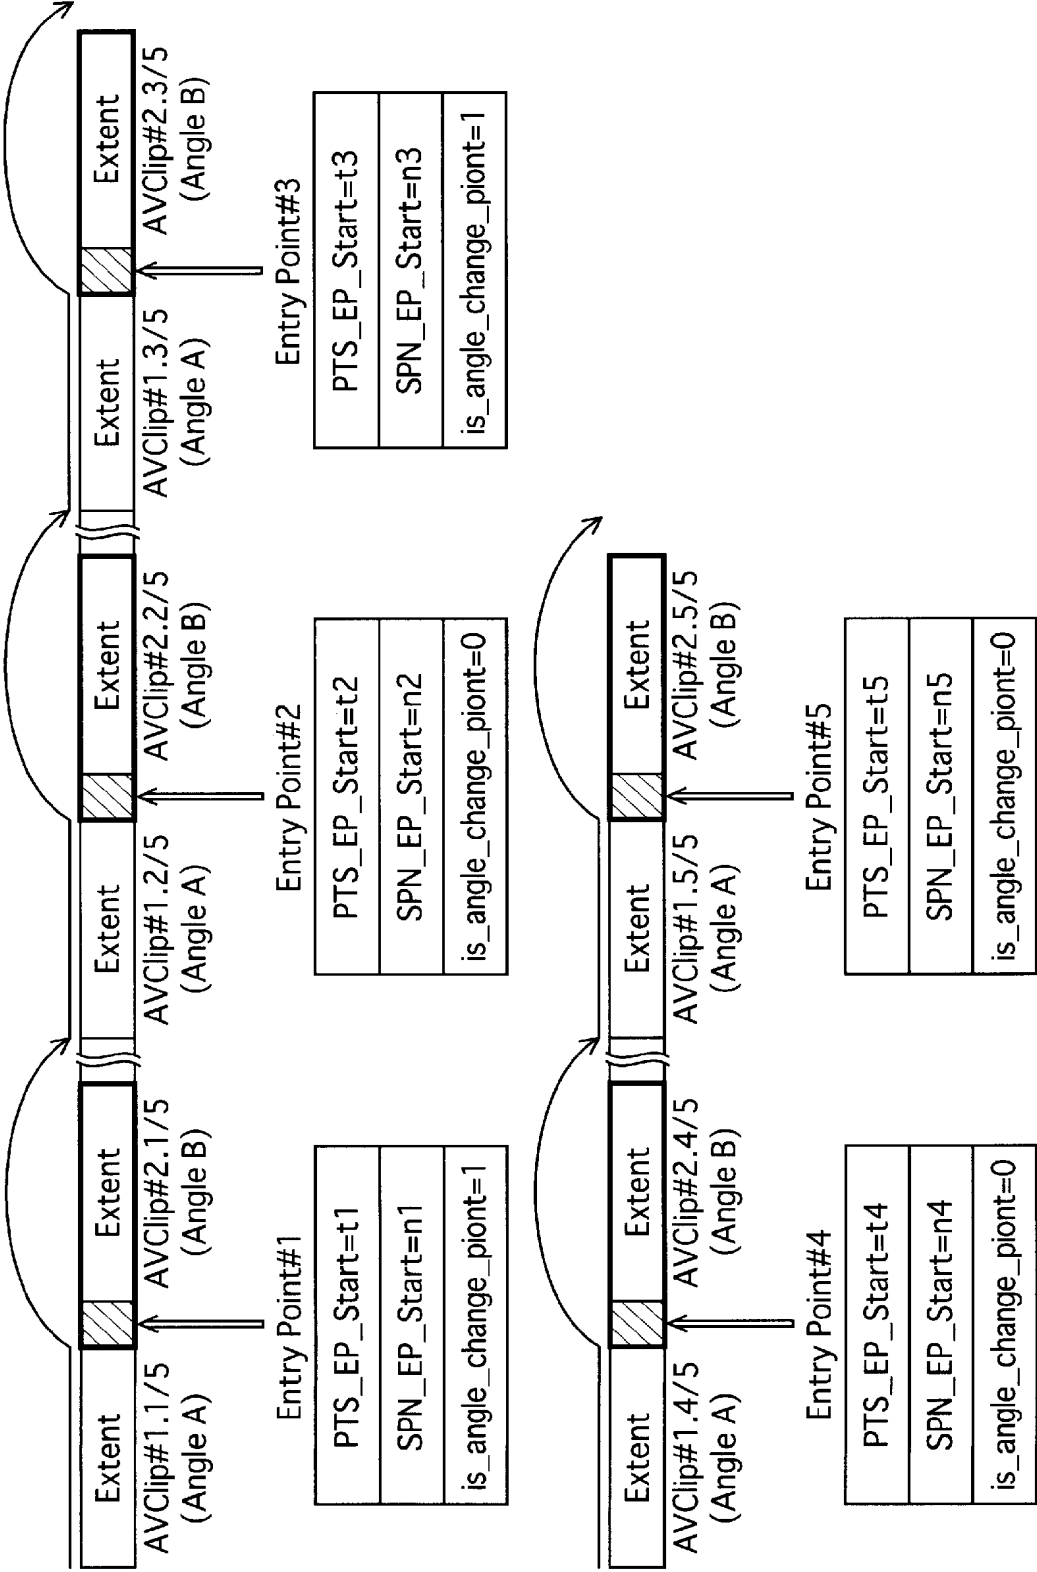 Extent
Extent
Extent
Extent
Extent
Extent
AVClip#1.1/5
(Angle A)
AVClip#2.1/5
(Angle B)
AVClip#1.2/5
(Angle A)
AVClip#2.2/5
(Angle B)
AVClip#1.3/5
(Angle A)
AVClip#2.3/5
(Angle B)
Entry Point#1
PTS_EP_Start=t1
SPN_EP_Start=n1
is_angle_change_piont=1
Entry Point#2
PTS_EP_Start=t2
SPN_EP_Start=n2
is_angle_change_piont=0
Entry Point#3
PTS_EP_Start=t3
SPN_EP_Start=n3
is_angle_change_piont=1
Extent
Extent
Extent
Extent
AVClip#1.4/5
(Angle A)
AVClip#2.4/5
(Angle B)
AVClip#1.5/5
(Angle A)
AVClip#2.5/5
(Angle B)
Entry Point#4
PTS_EP_Start=t4
SPN_EP_Start=n4
is_angle_change_piont=0
Entry Point#5
PTS_EP_Start=t5
SPN_EP_Start=n5
is_angle_change_piont=0